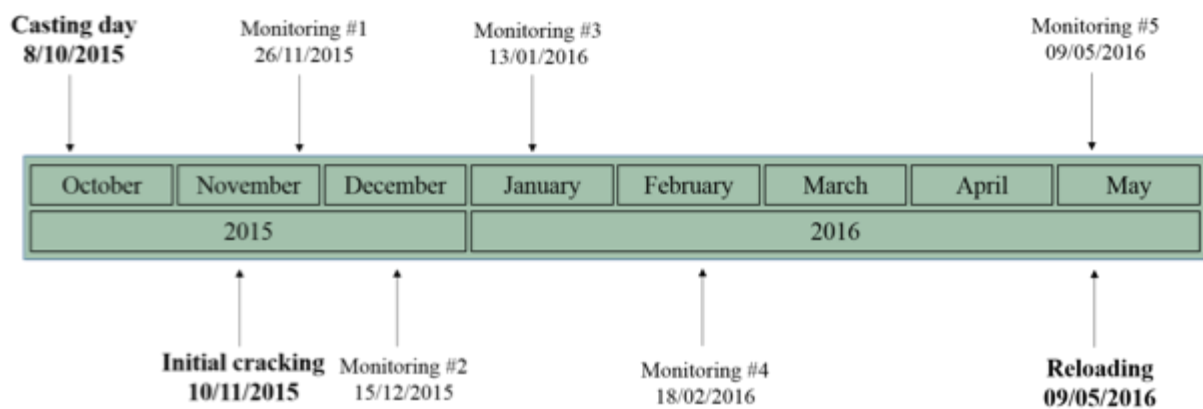 Casting day
8/10/2015
Monitoring #1
26/11/2015
Monitoring #3
13/01/2016
Monitoring #5
09/05/2016
October November December January February March April May
2015 2016
Initial cracking
10/11/2015
Monitoring #2
15/12/2015
Monitoring #4
18/02/2016
Reloading
09/05/2016